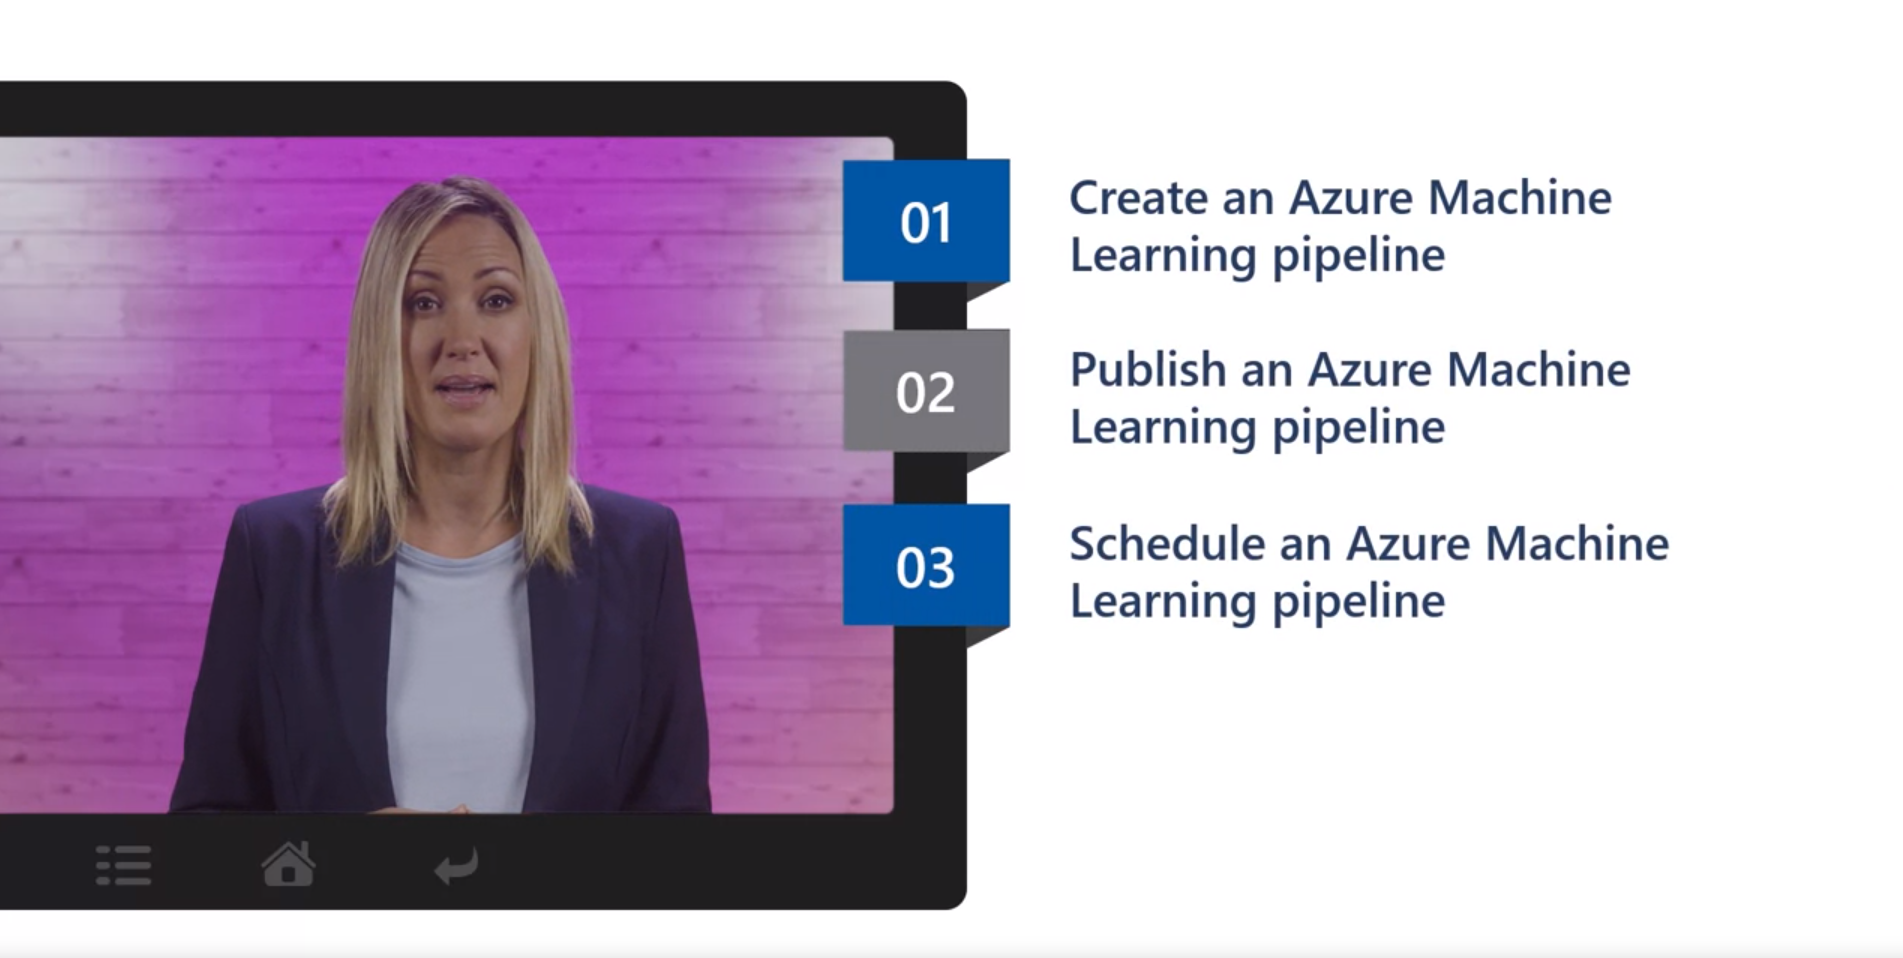 01
Create an Azure Machine
Learning pipeline
02
Publish an Azure Machine
Learning pipeline
03
Schedule an Azure Machine
Learning pipeline